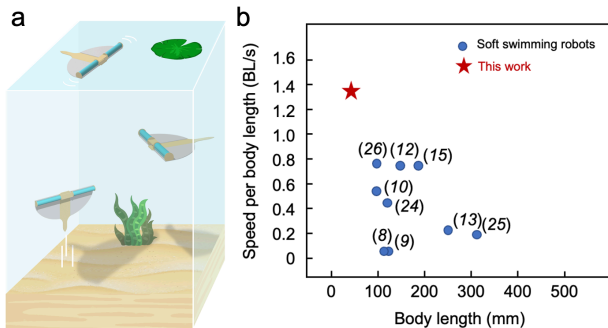 a
b
Speed per body length (BL/s)
1.6
1.4
1.2
1.0
0.8
0.6
0.4
0.2
0
Soft swimming robots
This work
(26) (12) (15)
(10)
(24)
(13) (25)
(8) (9)
0 100 200 300 400 500
Body length (mm)